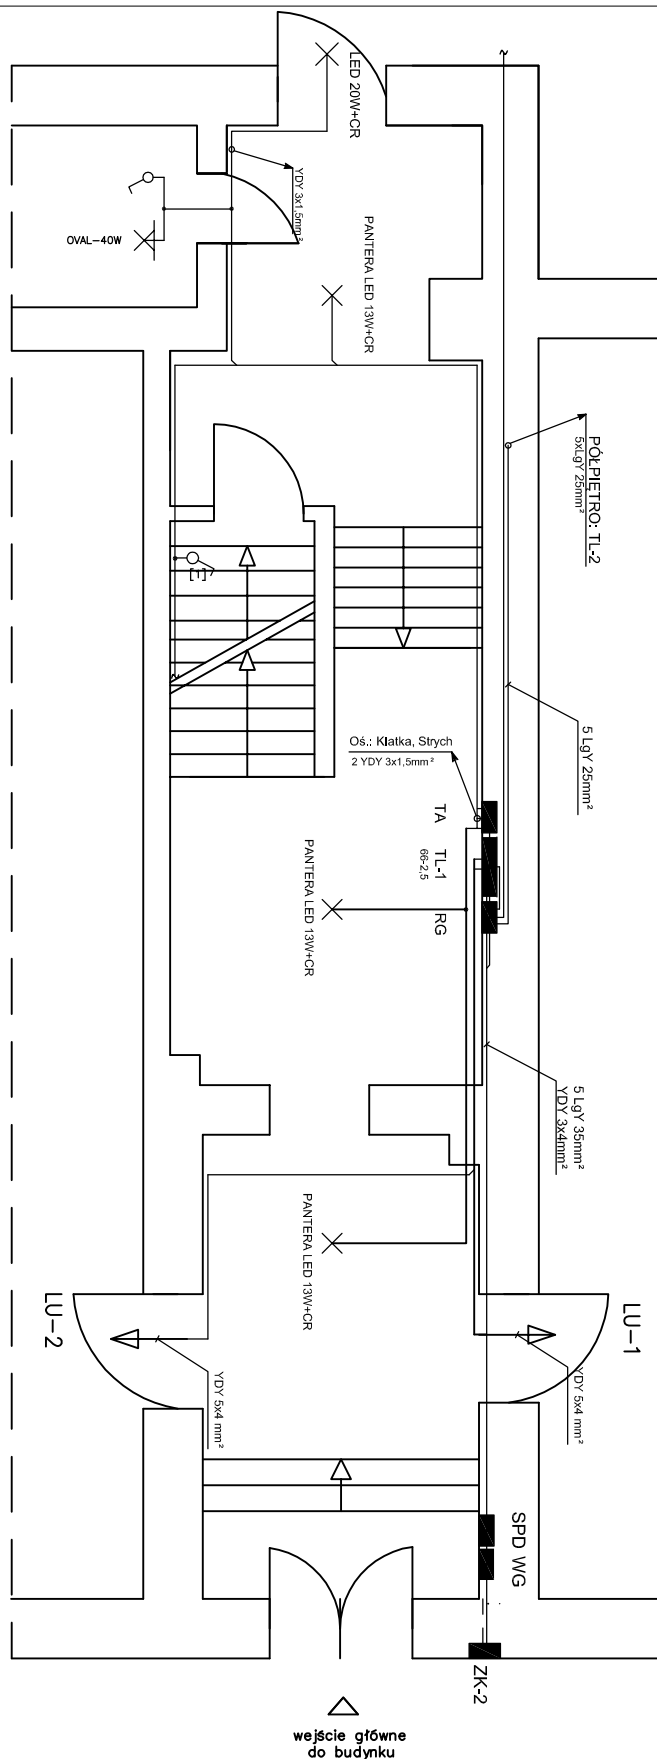 LED 20W+CR
YDY 3x1,5mm²
OVAL-40W
PANTERA LED 13W+CR
PÓŁPIĘTRO: TL-2
5xLgY 25mm²
[T]
5 LgY 25mm²
Oś.: Klatka, Strych
2 YDY 3x1,5mm²
TA
TL-1
66-2,5
RG
PANTERA LED 13W+CR
5 LgY 35mm²
YDY 3x4mm²
PANTERA LED 13W+CR
LU-2
LU-1
YDY 5x4 mm²
YDY 5x4 mm²
SPD WG
ZK-2
wejście główne
do budynku